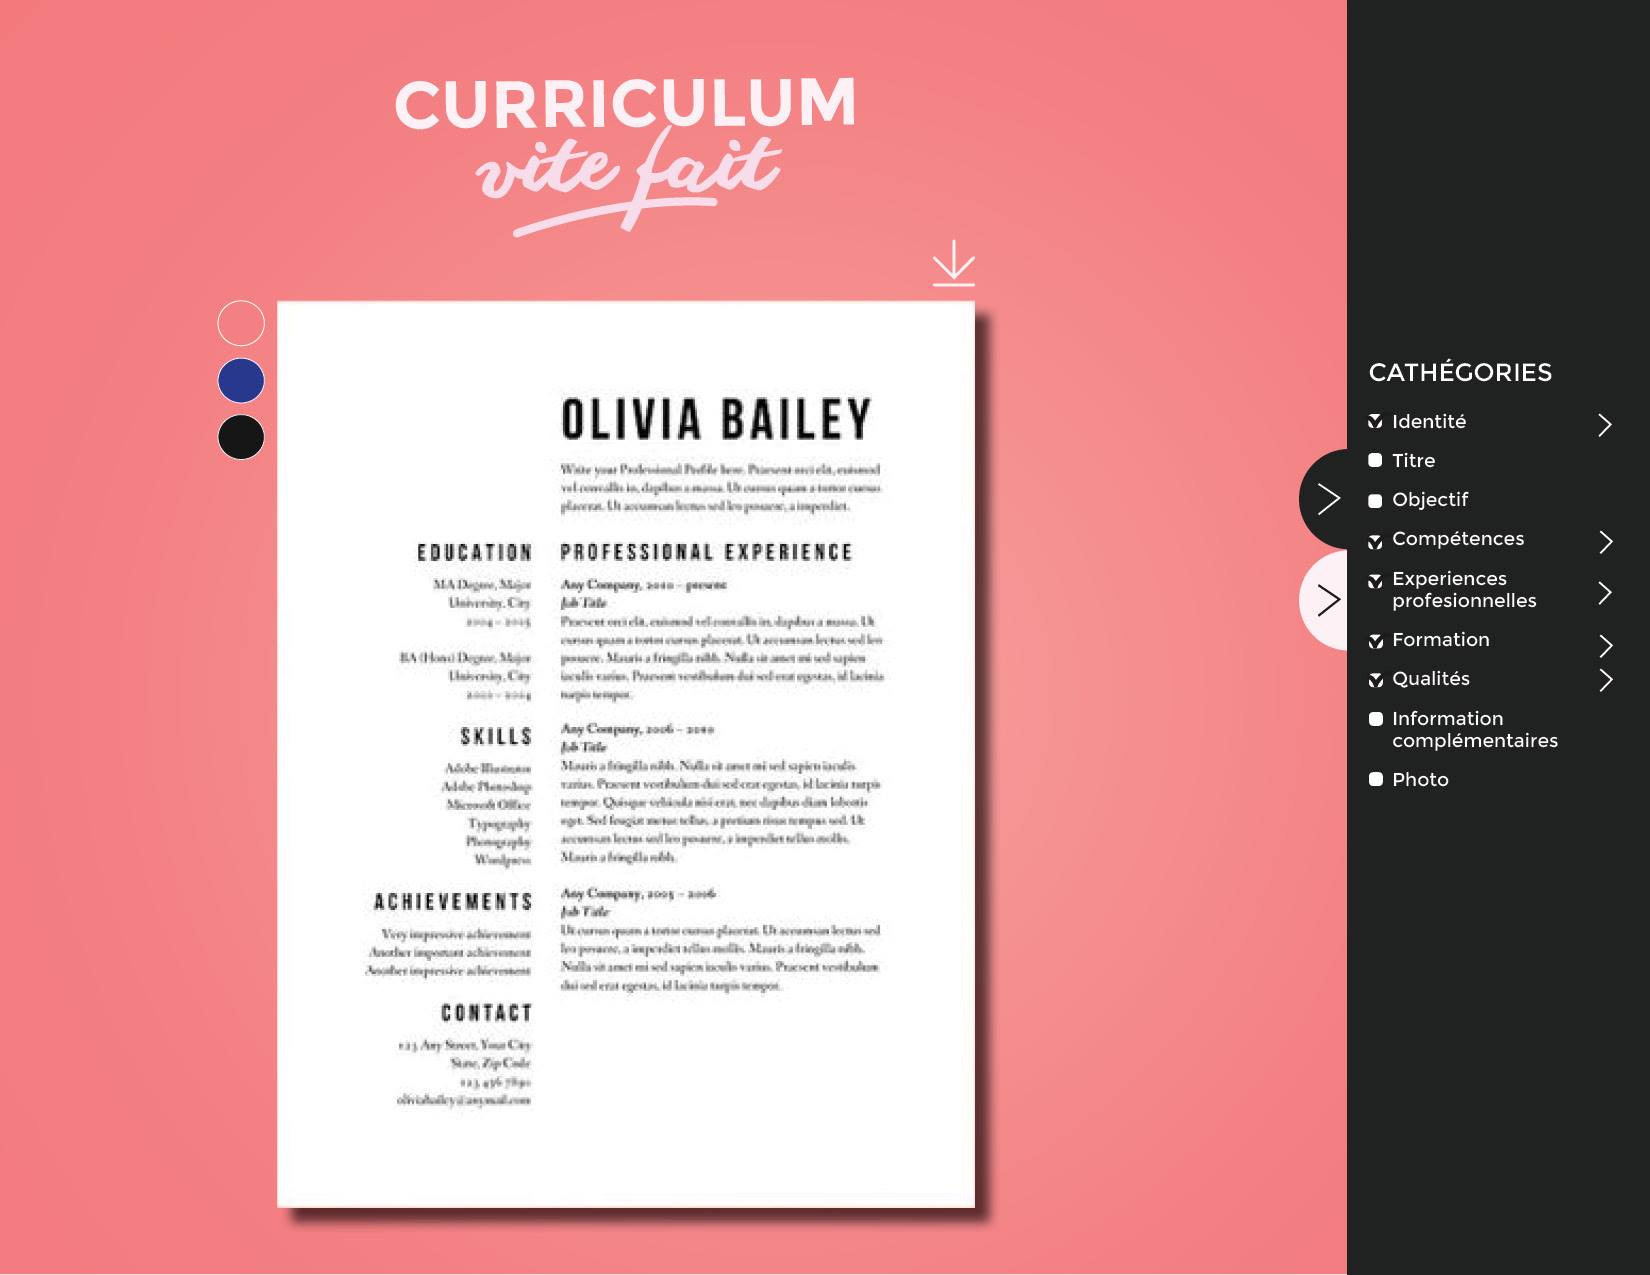 CURRICULUM
vite fait
OLIVIA BAILEY
Write your Professional Profile here. Praesent orci elit, euismod
vel convallis in, dapibus a massa. Ut cursus quam a tortor cursus
placerat. Ut accumsan lectus sed leo posuere, a imperdiet.
EDUCATION
MA Degree, Major
University, City
2004 – 2005
BA (Hons) Degree, Major
University, City
SKILLS
Adobe Illustrator
Adobe Photoshop
Microsoft Office
Typography
Photography
Wordpress
ACHIEVEMENTS
Very impressive achievement
Another important achievement
Another impressive achievement
CONTACT
123 Any Street, Your City
State, Zip Code
123 456 7890
oliviabailey@anymail.com
PROFESSIONAL EXPERIENCE
Any Company, 2010 – present
Job Title
Praesent orci elit, euismod vel convallis in, dapibus a massa. Ut
cursus quam a tortor cursus placerat. Ut accumsan lectus sed leo
posuere. Mauris a fringilla nibh. Nulla sit amet mi sed sapien
iaculis varius. Praesent vestibulum dui sed erat egestas, id lacinia
turpis tempor.
Any Company, 2006 – 2010
Job Title
Mauris a fringilla nibh. Nulla sit amet mi sed sapien iaculis
varius. Praesent vestibulum dui sed erat egestas, id lacinia turpis
tempor. Quisque vehicula nisi erat, nec dapibus diam lobortis
eget. Sed feugiat metus tellus, a pretium risus tempus sed. Ut
accumsan lectus sed leo posuere, a imperdiet tellus mollis.
Mauris a fringilla nibh.
Any Company, 2005 – 2006
Job Title
Ut cursus quam a tortor cursus placerat. Ut accumsan lectus sed
leo posuere, a imperdiet tellus mollis. Mauris a fringilla nibh.
Nulla sit amet mi sed sapien iaculis varius. Praesent vestibulum
dui sed erat egestas, id lacinia turpis tempor.
CATHÉGORIES
Identité
Titre
Objectif
Compétences
Experiences
profesionnelles
Formation
Qualités
Information
complémentaires
Photo